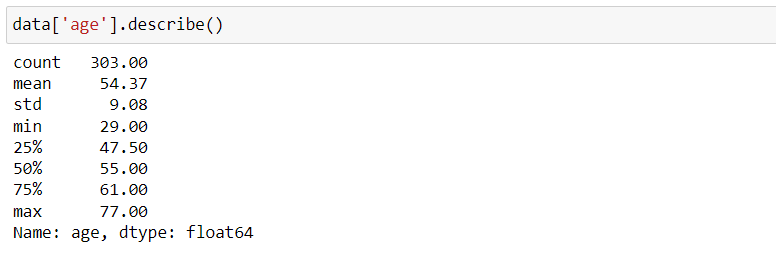 data['age'].describe()
count   303.00
mean     54.37
std       9.08
min      29.00
25%      47.50
50%      55.00
75%      61.00
max      77.00
Name: age, dtype: float64